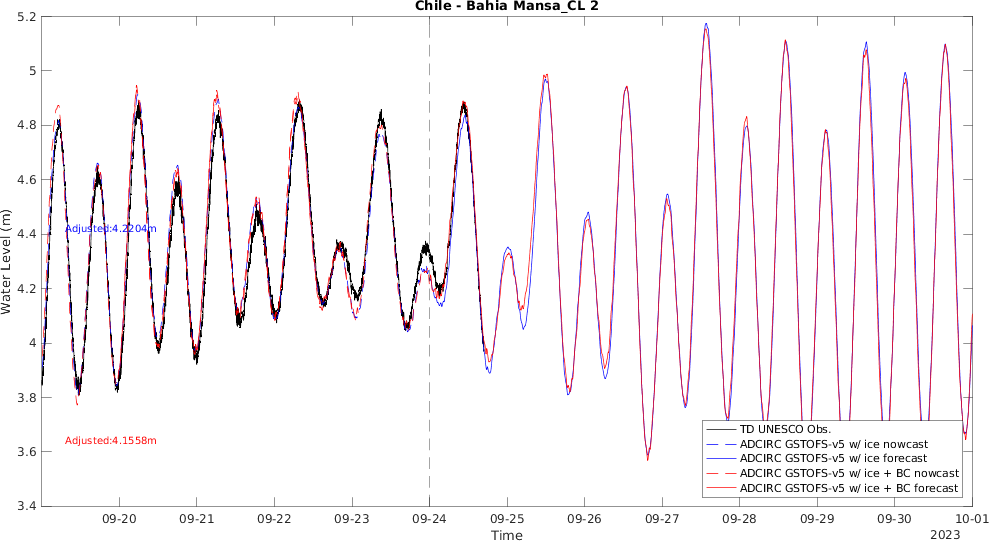 Chile - Bahia Mansa_CL 2
5.2
5
4.8
4.6
4.4
4.2
4
3.8
3.6
3.4
Water Level (m)
Adjusted:4.2204m
Adjusted:4.1558m
TD UNESCO Obs.
ADCIRC GSTOFS-v5 w/ ice nowcast
ADCIRC GSTOFS-v5 w/ ice forecast
ADCIRC GSTOFS-v5 w/ ice + BC nowcast
ADCIRC GSTOFS-v5 w/ ice + BC forecast
09-20 09-21 09-22 09-23 09-24 09-25 09-26 09-27 09-28 09-29 09-30 10-01
Time
2023